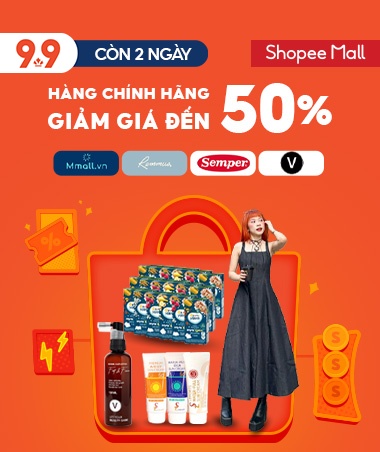 9.9
CÒN 2 NGÀY
Shopee Mall
HÀNG CHÍNH HÃNG
GIẢM GIÁ ĐẾN
50%
Mmall.vn
Semper
V
%
V
S
S
S